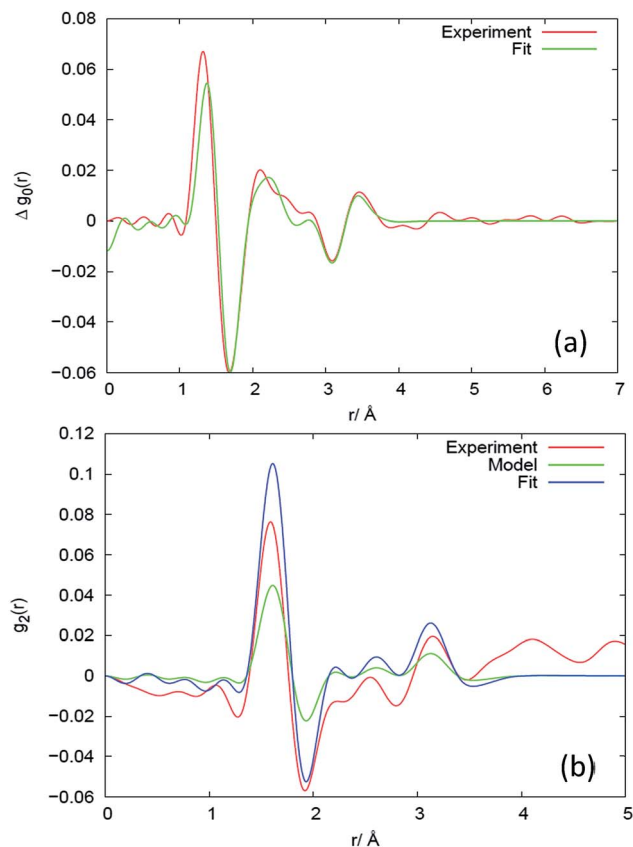 0.08
0.06
0.04
0.02
0
−0.02
−0.04
−0.06
Δ g0(r)
Experiment
Fit
(a)
0 1 2 3 4 5 6 7
r/ Å
0.12
0.1
0.08
0.06
0.04
0.02
0
−0.02
−0.04
−0.06
g2(r)
Experiment
Model
Fit
(b)
0 1 2 3 4 5
r/ Å